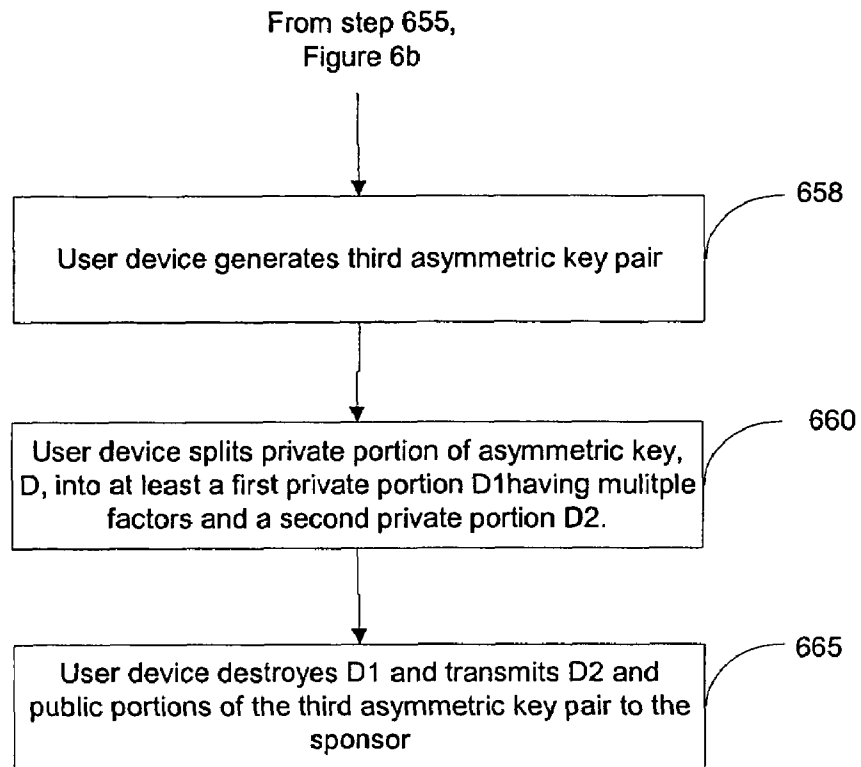 From step 655,
Figure 6b
658
User device generates third asymmetric key pair
660
User device splits private portion of asymmetric key,
D, into at least a first private portion D1having mulitple
factors and a second private portion D2.
665
User device destroyes D1 and transmits D2 and
public portions of the third asymmetric key pair to the
sponsor